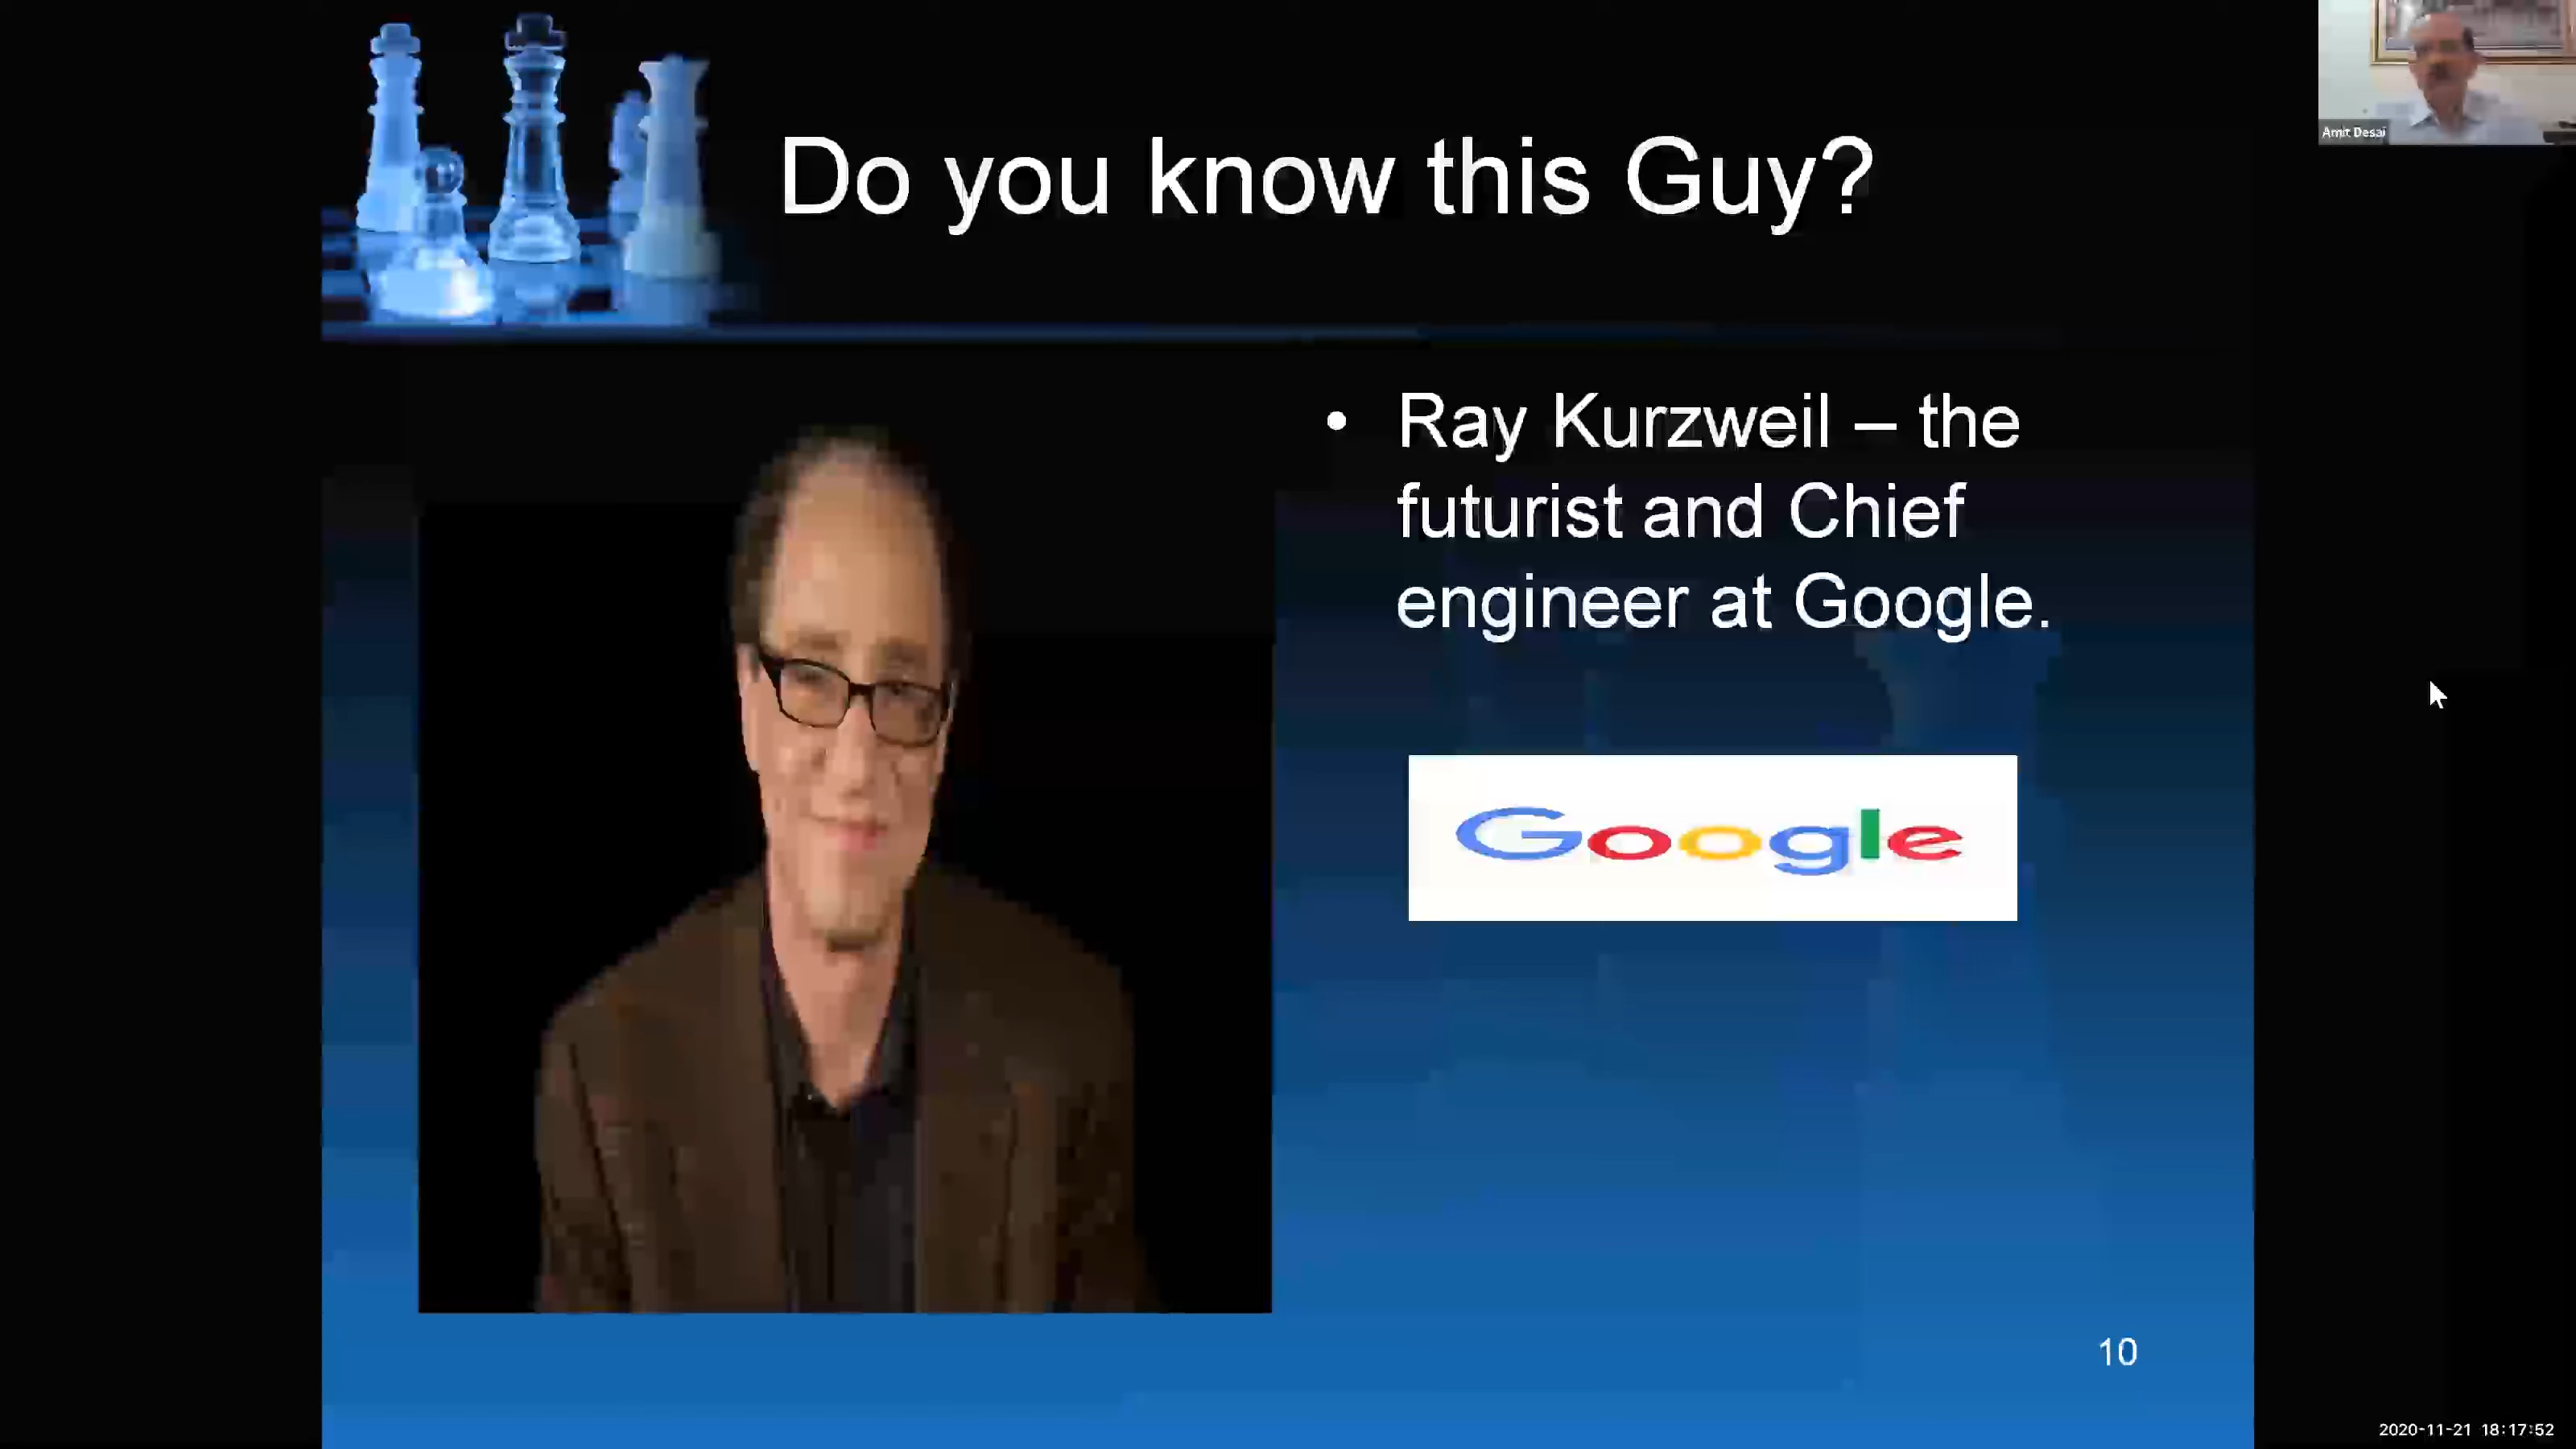 Do you know this Guy?
Amit Desai
• Ray Kurzweil – the
futurist and Chief
engineer at Google.
Google
10
2020-11-21 18:17:52